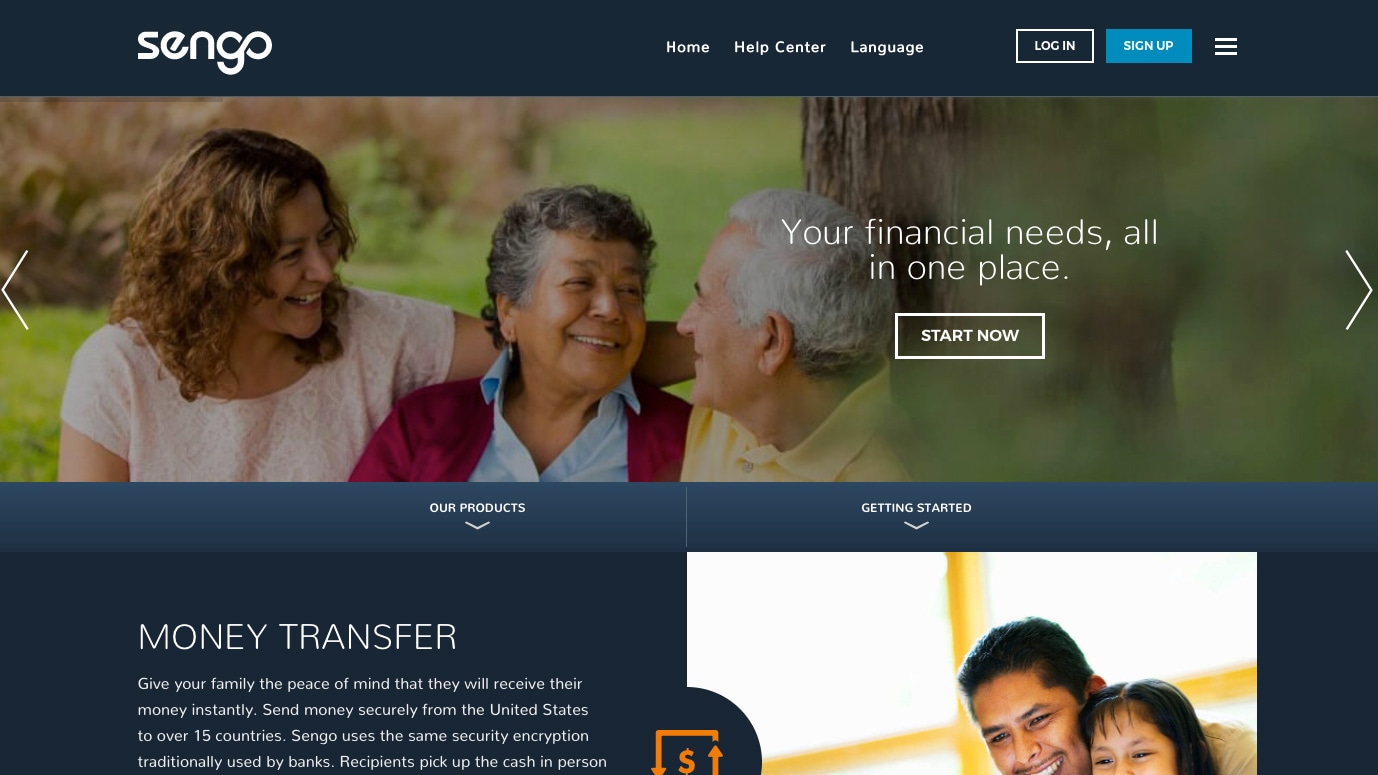 sengo
Home Help Center Language LOG IN SIGN UP
Your financial needs, all
in one place.
START NOW
OUR PRODUCTS GETTING STARTED
MONEY TRANSFER
Give your family the peace of mind that they will receive their
money instantly. Send money securely from the United States
to over 15 countries. Sengo uses the same security encryption
traditionally used by banks. Recipients pick up the cash in person
$